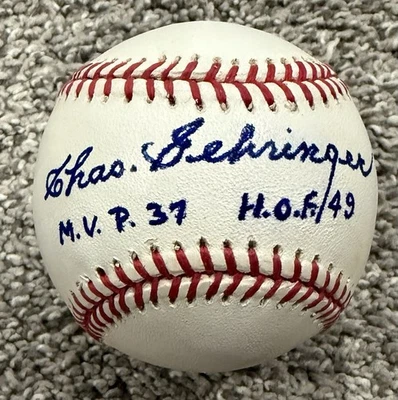 Chas. Gehringer
M.V.P. 37 H.O.F/49